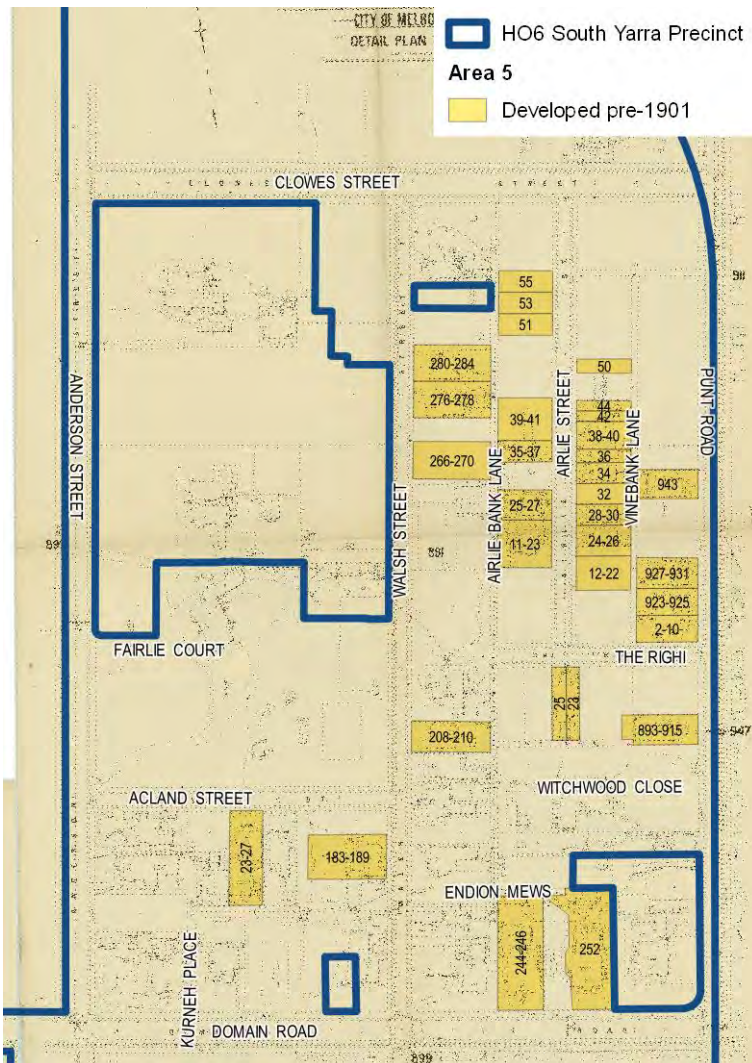 CITY OF MELBO
DETAIL PLAN
HO6 South Yarra Precinct
Area 5
Developed pre-1901
CLOWES STREET
CLOWES STREET
ANDERSON STREET
WALSH STREET
AIRLIE BANK LANE
AIRLIE STREET
VINEBANK LANE
PUNT ROAD
55
53
51
280-284
276-278
266-270
39-41
35-37
25-27
11-23
50
44
42
38-40
36
34
32
28-30
24-26
12-22
943
927-931
923-925
2-10
891
FAIRLIE COURT
THE RIGHI
25
23
893-915
947
208-210
WITCHWOOD CLOSE
ACLAND STREET
23-27
183-189
ENDION MEWS
244-246
252
KURNEH PLACE
DOMAIN ROAD
899